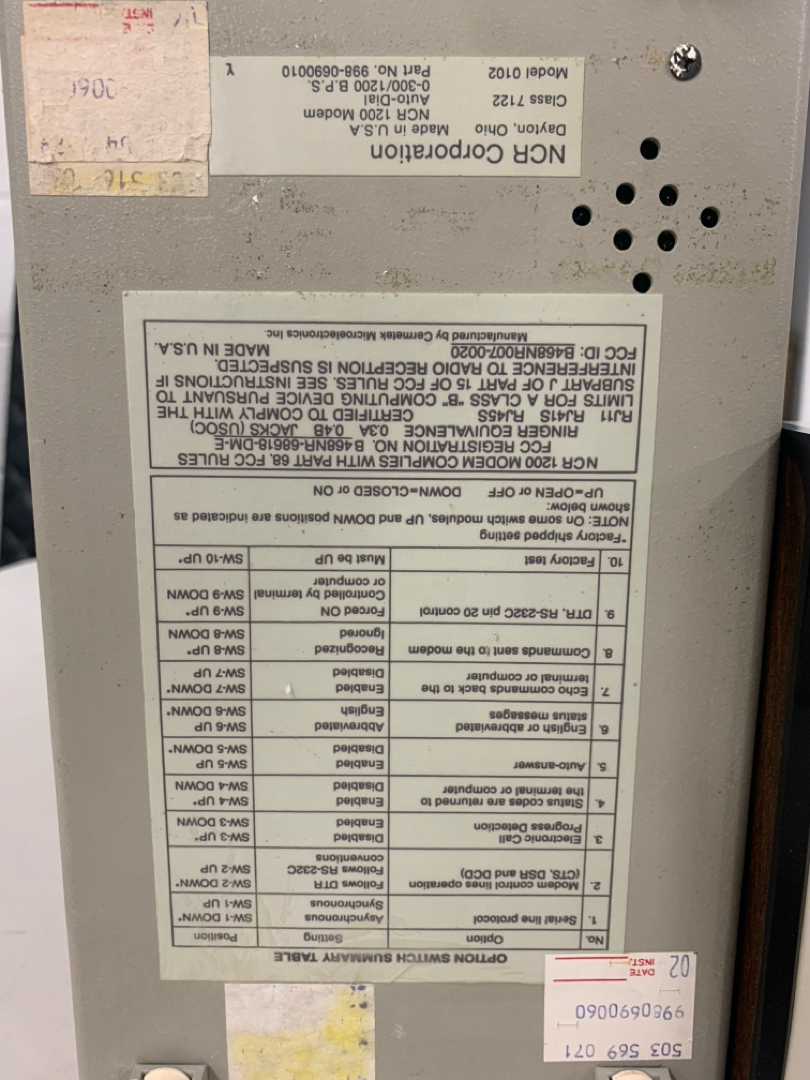 503 569 071
9980690060
02 DATE
INST.
OPTION SWITCH SUMMARY TABLE
No. Option Setting Position
1. Serial line protocol Asynchronous SW-1 DOWN*
Synchronous SW-1 UP
2. Modem control lines operation Follows DTR SW-2 DOWN*
(CTS, DSR and DCD) Follows RS-232C SW-2 UP
conventions
3. Electronic Call Disabled SW-3 UP*
Progress Detection Enabled SW-3 DOWN
4. Status codes are returned to Enabled SW-4 UP*
the terminal or computer Disabled SW-4 DOWN
5. Auto-answer Enabled SW-5 UP
Disabled SW-5 DOWN*
6. English or abbreviated Abbreviated SW-6 UP
status messages English SW-6 DOWN*
7. Echo commands back to the Enabled SW-7 DOWN*
terminal or computer Disabled SW-7 UP
8. Commands sent to the modem Recognized SW-8 UP*
Ignored SW-8 DOWN
9. DTR, RS-232C pin 20 control Forced ON SW-9 UP*
Controlled by terminal SW-9 DOWN
or computer
10. Factory test Must be UP SW-10 UP*
*Factory shipped setting
NOTE: On some switch modules, UP and DOWN positions are indicated as
shown below:
UP=OPEN or OFF DOWN=CLOSED or ON
NCR 1200 MODEM COMPLIES WITH PART 68, FCC RULES
FCC REGISTRATION NO. B468NR-68618-DM-E
RINGER EQUIVALENCE 0.3A 0.4B JACKS (USOC)
RJ11 RJ41S RJ45S CERTIFIED TO COMPLY WITH THE
LIMITS FOR A CLASS "B" COMPUTING DEVICE PURSUANT TO
SUBPART J OF PART 15 OF FCC RULES. SEE INSTRUCTIONS IF
INTERFERENCE TO RADIO RECEPTION IS SUSPECTED.
FCC ID: B468NR007-0020 MADE IN U.S.A.
Manufactured by Cermetek Microelectronics Inc
NCR Corporation
Dayton, Ohio Made in U.S.A
NCR 1200 Modem
Class 7122 Auto-Dial
0-300/1200 B.P.S.
Model 0102 Part No. 998-0690010 Y
INST.